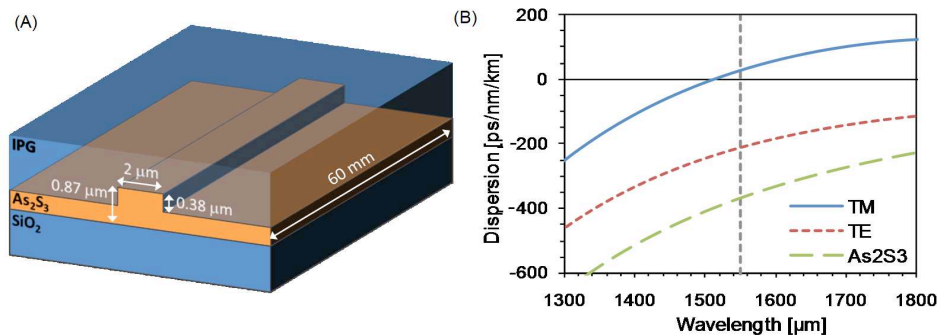 (A)
IPG
2 μm
0.87 μm
As₂S₃
0.38 μm
60 mm
SiO₂
(B)
Dispersion [ps/nm/km]
200
0
-200
-400
-600
TM
TE
As2S3
1300 1400 1500 1600 1700 1800
Wavelength [μm]